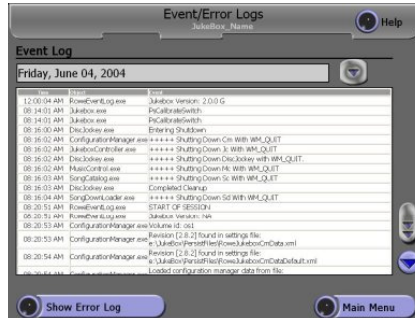 Event/Error Logs
JukeBox_Name
Help
Event Log
Friday, June 04, 2004
Time Object Event
12:00:04 AM RoweEventLog.exe Jukebox Version: 2.0.0 G
08:14:01 AM Jukebox.exe PsCalibrateSwitch
08:14:01 AM Jukebox.exe PsCalibrateSwitch
08:16:00 AM DiscJockey.exe Entering Shutdown
08:16:02 AM ConfigurationManager.exe +++++ Shutting Down Cm With WM_QUIT
08:16:02 AM JukeboxController.exe +++++ Shutting Down Jc With WM_QUIT
08:16:02 AM DiscJockey.exe +++++ Shutting Down DiscJockey with WM_QUIT.
08:16:02 AM MusicControl.exe +++++ Shutting Down Mc With WM_QUIT
08:16:03 AM SongCatalog.exe +++++ Shutting Down Sc With WM_QUIT
08:16:03 AM DiscJockey.exe Completed Cleanup
08:16:04 AM SongDownLoader.exe +++++ Shutting Down Sd With WM_QUIT
08:20:51 AM RoweEventLog.exe START OF SESSION
08:20:51 AM RoweEventLog.exe Jukebox Version: NA
08:20:53 AM ConfigurationManager.exe Volume Id: os1
08:20:53 AM ConfigurationManager.exe Revision [2.8.2] found in settings file:
e:\JukeBox\PersistFiles\RoweJukeboxCmData.xml
08:20:54 AM ConfigurationManager.exe Revision [2.8.2] found in settings file:
e:\JukeBox\PersistFiles\RoweJukeboxCmDataDefault.xml
08:20:54 AM ConfigurationManager.exe Loaded configuration manager data from file:
Show Error Log
Main Menu